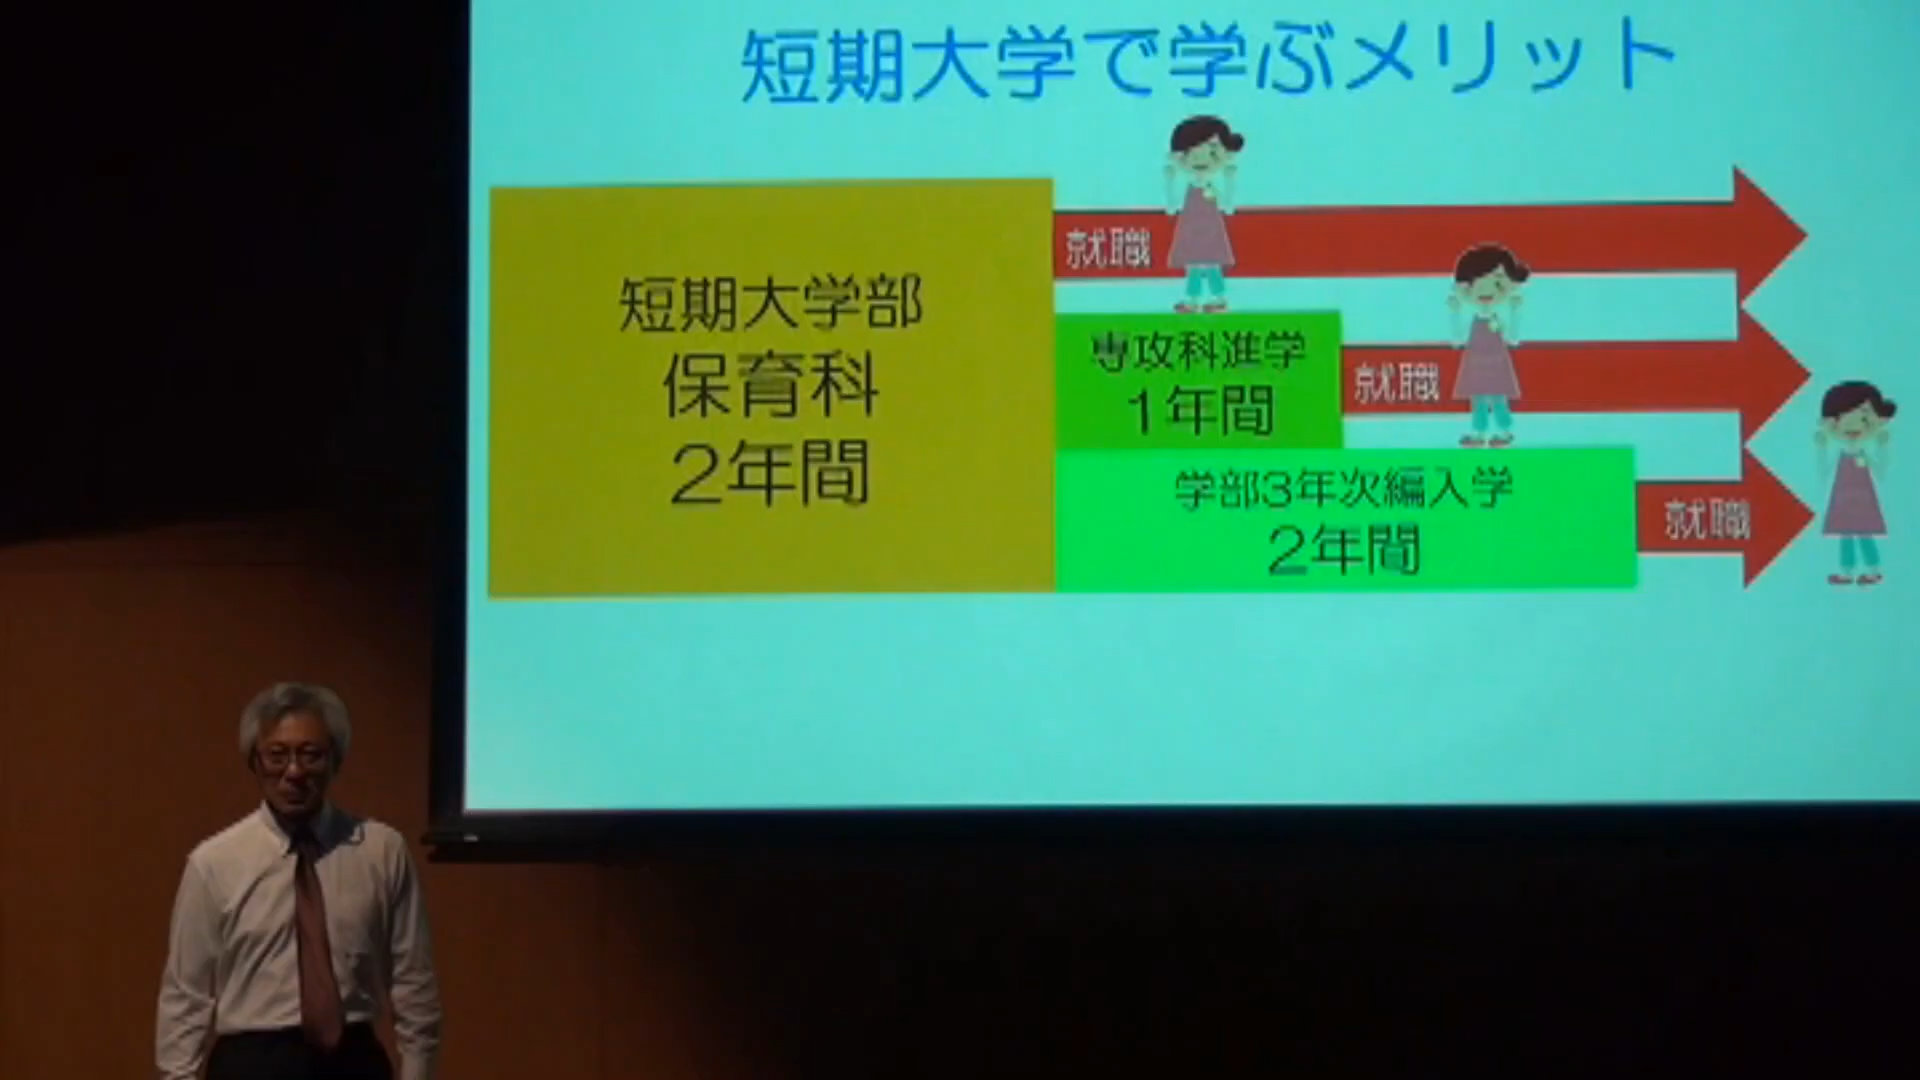 短期大学で学ぶメリット
短期大学部
保育科
2年間
就職
専攻科進学
1年間
就職
学部3年次編入学
2年間
就職